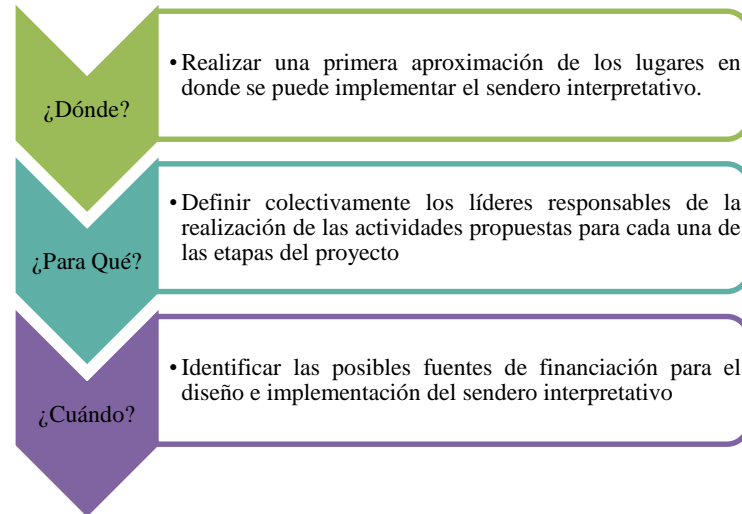 ¿Dónde?
• Realizar una primera aproximación de los lugares en
donde se puede implementar el sendero interpretativo.
¿Para Qué?
• Definir colectivamente los líderes responsables de la
realización de las actividades propuestas para cada una de
las etapas del proyecto
¿Cuándo?
• Identificar las posibles fuentes de financiación para el
diseño e implementación del sendero interpretativo